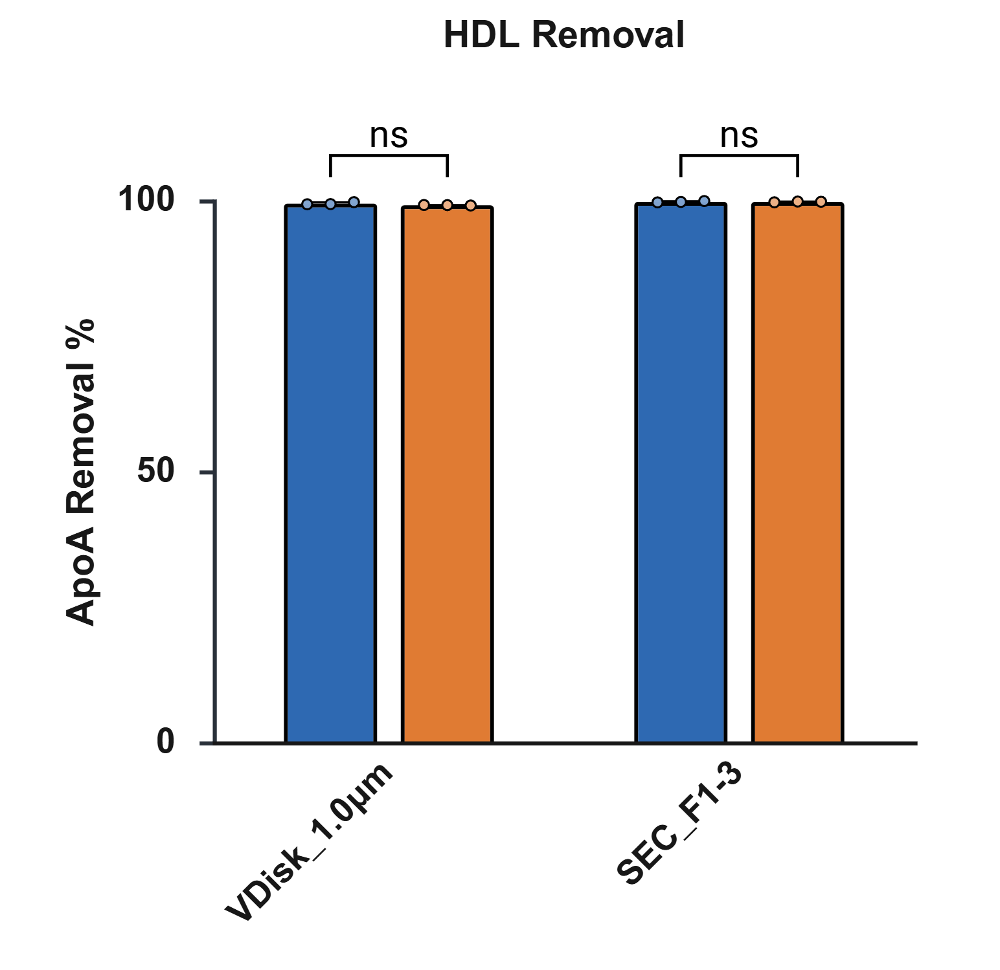 HDL Removal
ns
ns
ApoA Removal %
100
50
0
VDisk_1.0µm
SEC_F1-3